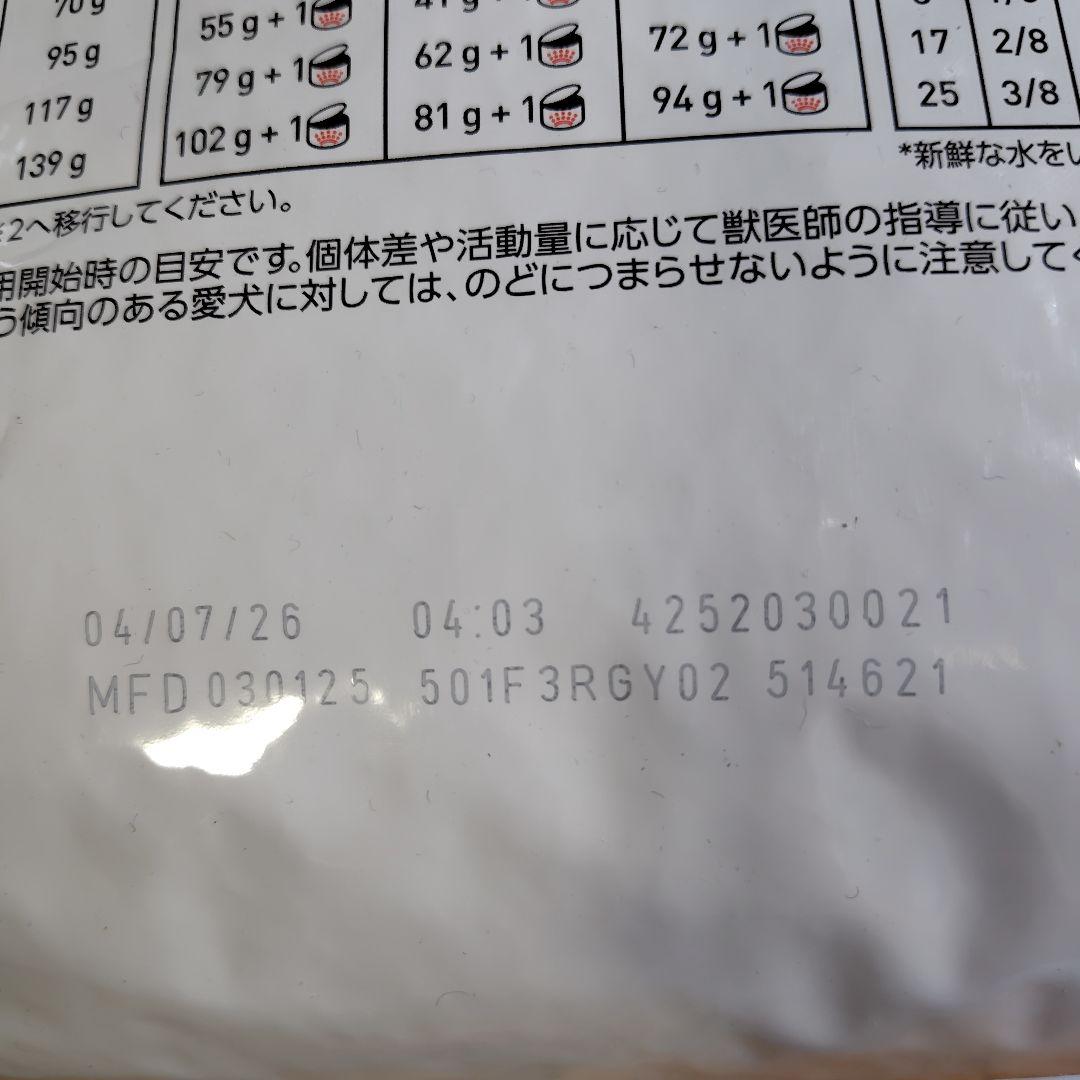 95 g
117 g
139 g
55 g + 1
79 g + 1
102 g + 1
62 g + 1
81 g + 1
72 g + 1
94 g + 1
17 2/8
25 3/8
*新鮮な水を
※2へ移行してください。
用開始時の目安です。個体差や活動量に応じて獣医師の指導に従い
う傾向のある愛犬に対しては、のどにつまらせないように注意して
04/07/26 04:03 4252030021
MFD 030125 501F3RGY02 514621